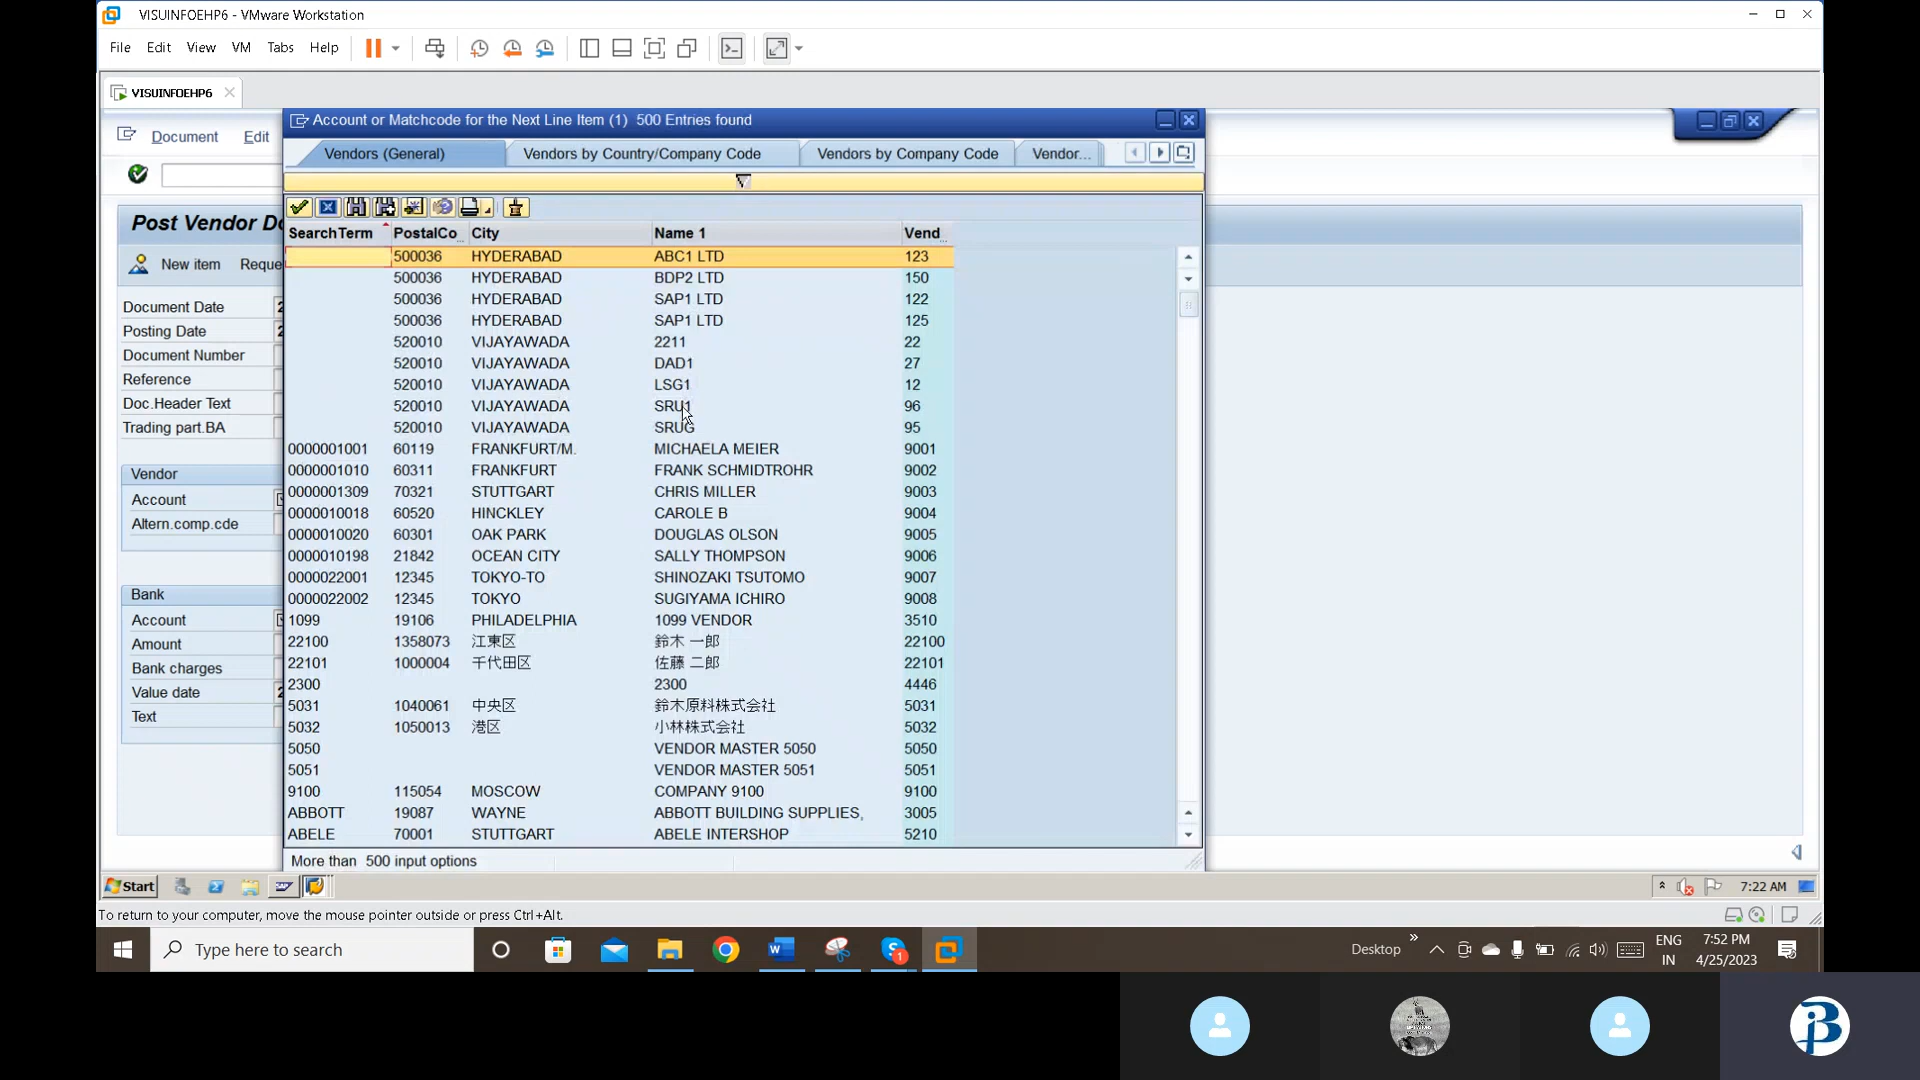 VISUINFOEHP6 - VMware Workstation
File Edit View VM Tabs Help
VISUINFOEHP6
Document Edit
Account or Matchcode for the Next Line Item (1) 500 Entries found
Vendors (General) Vendors by Country/Company Code Vendors by Company Code Vendor...
Post Vendor D
New item Reque
SearchTerm PostalCo.. City Name 1 Vend..
500036 HYDERABAD ABC1 LTD 123
500036 HYDERABAD BDP2 LTD 150
500036 HYDERABAD SAP1 LTD 122
500036 HYDERABAD SAP1 LTD 125
520010 VIJAYAWADA 2211 22
520010 VIJAYAWADA DAD1 27
520010 VIJAYAWADA LSG1 12
520010 VIJAYAWADA SRU1 96
520010 VIJAYAWADA SRUG 95
0000001001 60119 FRANKFURT/M. MICHAELA MEIER 9001
0000001010 60311 FRANKFURT FRANK SCHMIDTROHR 9002
0000001309 70321 STUTTGART CHRIS MILLER 9003
0000010018 60520 HINCKLEY CAROLE B 9004
0000010020 60301 OAK PARK DOUGLAS OLSON 9005
0000010198 21842 OCEAN CITY SALLY THOMPSON 9006
0000022001 12345 TOKYO-TO SHINOZAKI TSUTOMO 9007
0000022002 12345 TOKYO SUGIYAMA ICHIRO 9008
1099 19106 PHILADELPHIA 1099 VENDOR 3510
22100 1358073 江東区 鈴木 一郎 22100
22101 1000004 千代田区 佐藤 二郎 22101
2300 2300 4446
5031 1040061 中央区 鈴木原料株式会社 5031
5032 1050013 港区 小林株式会社 5032
5050 VENDOR MASTER 5050 5050
5051 VENDOR MASTER 5051 5051
9100 115054 MOSCOW COMPANY 9100 9100
ABBOTT 19087 WAYNE ABBOTT BUILDING SUPPLIES, 3005
ABELE 70001 STUTTGART ABELE INTERSHOP 5210
More than 500 input options
Document Date 2
Posting Date 2
Document Number
Reference
Doc.Header Text
Trading part.BA
Vendor
Account
Altern.comp.cde
Bank
Account
Amount
Bank charges
Value date 2
Text
Start
7:22 AM
To return to your computer, move the mouse pointer outside or press Ctrl+Alt.
Type here to search
Desktop »
ENG
IN
7:52 PM
4/25/2023